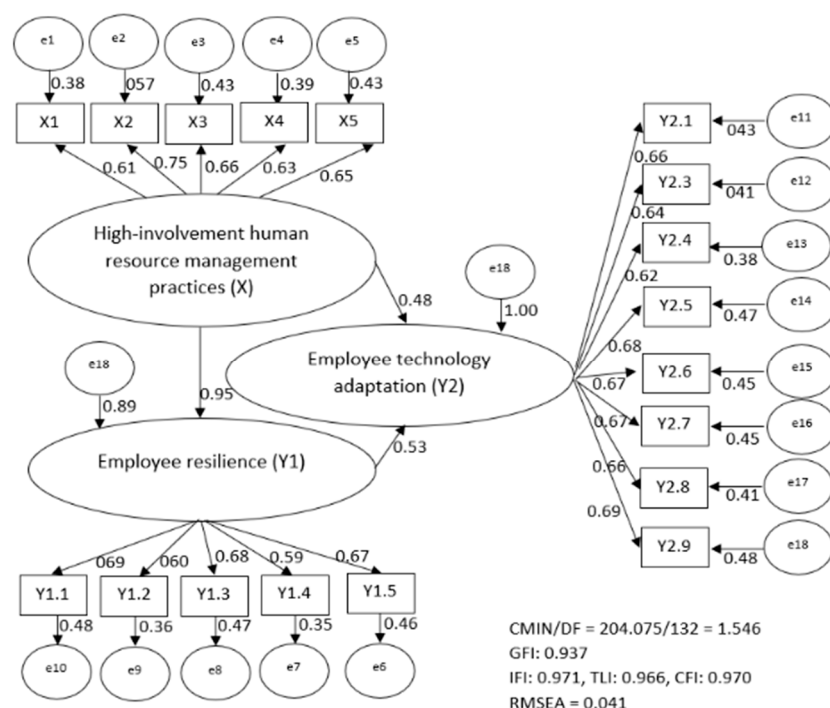 e1
e2
e3
e4
e5
0.38
057
0.43
0.39
0.43
X1
X2
X3
X4
X5
0.61
0.75
0.66
0.63
0.65
High-involvement human
resource management
practices (X)
0.48
e18
1.00
Employee technology
adaptation (Y2)
e18
0.89
0.95
Employee resilience (Y1)
0.53
069
060
0.68
0.59
0.67
Y1.1
Y1.2
Y1.3
Y1.4
Y1.5
0.48
0.36
0.47
0.35
0.46
e10
e9
e8
e7
e6
0.66
Y2.1
043
e11
0.64
Y2.3
041
e12
0.62
Y2.4
0.38
e13
0.68
Y2.5
0.47
e14
0.67
Y2.6
0.45
e15
0.67
Y2.7
0.45
e16
0.66
Y2.8
0.41
e17
0.69
Y2.9
0.48
e18
CMIN/DF = 204.075/132 = 1.546
GFI: 0.937
IFI: 0.971, TLI: 0.966, CFI: 0.970
RMSEA = 0.041